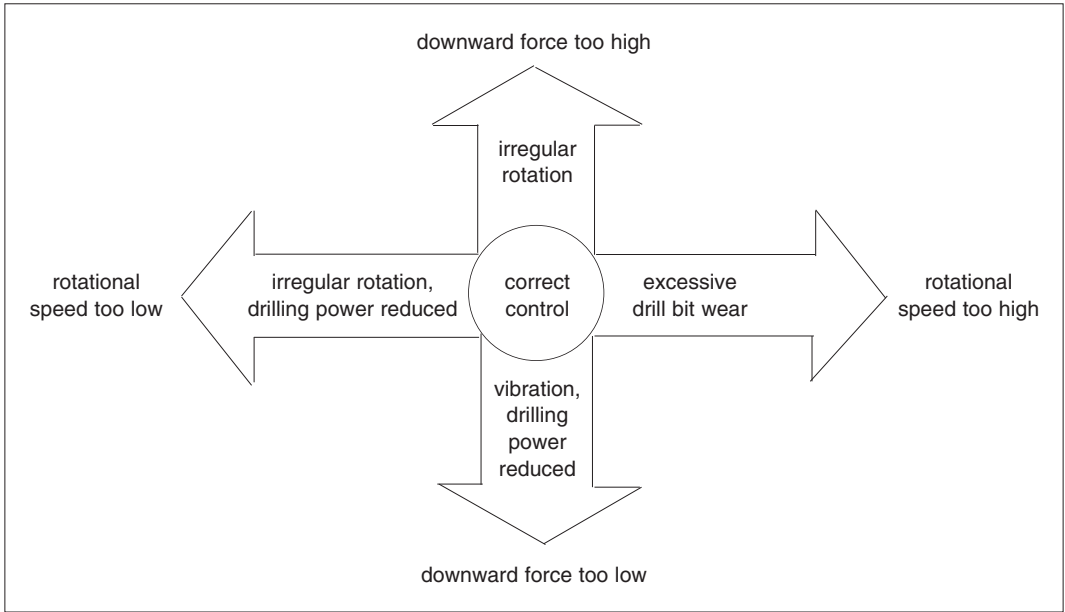 downward force too high
irregular
rotation
rotational
speed too low
irregular rotation,
drilling power reduced
correct
control
excessive
drill bit wear
rotational
speed too high
vibration,
drilling
power
reduced
downward force too low